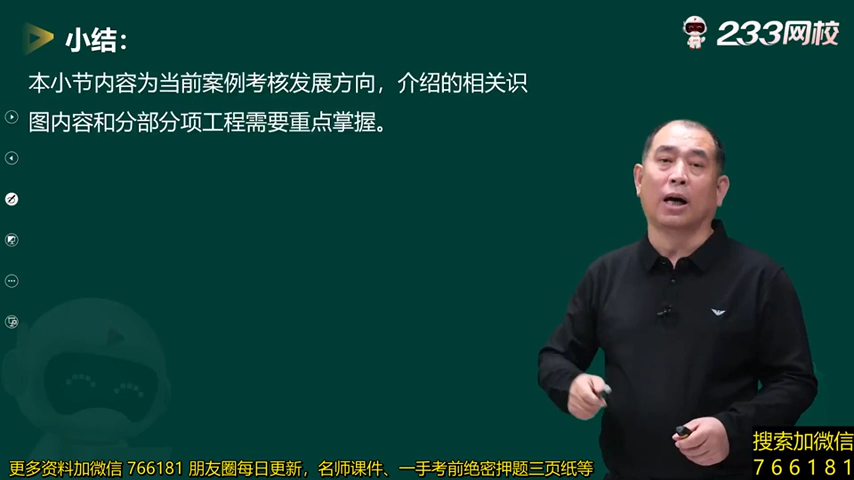 小结：
233网校
本小节内容为当前案例考核发展方向，介绍的相关识
图内容和分部分项工程需要重点掌握。
搜索加微信
766181
更多资料加微信 766181 朋友圈每日更新，名师课件、一手考前绝密押题三页纸等